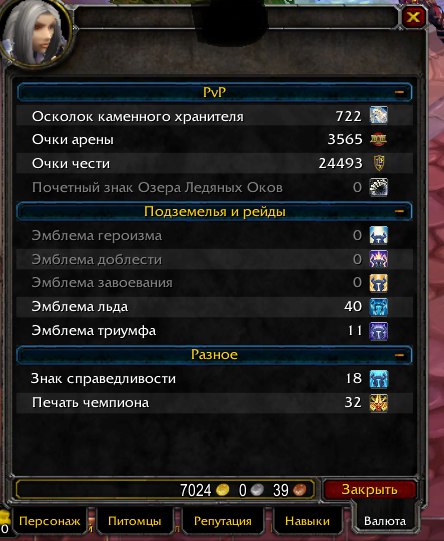 PvP
Осколок каменного хранителя 722
Очки арены 3565
Очки чести 24493
Почетный знак Озера Ледяных Оков 0
Подземелья и рейды
Эмблема героизма 0
Эмблема доблести 0
Эмблема завоевания 0
Эмблема льда 40
Эмблема триумфа 11
Разное
Знак справедливости 18
Печать чемпиона 32
7024 0 39 Закрыть
0 Персонаж Питомцы Репутация Навыки Валюта